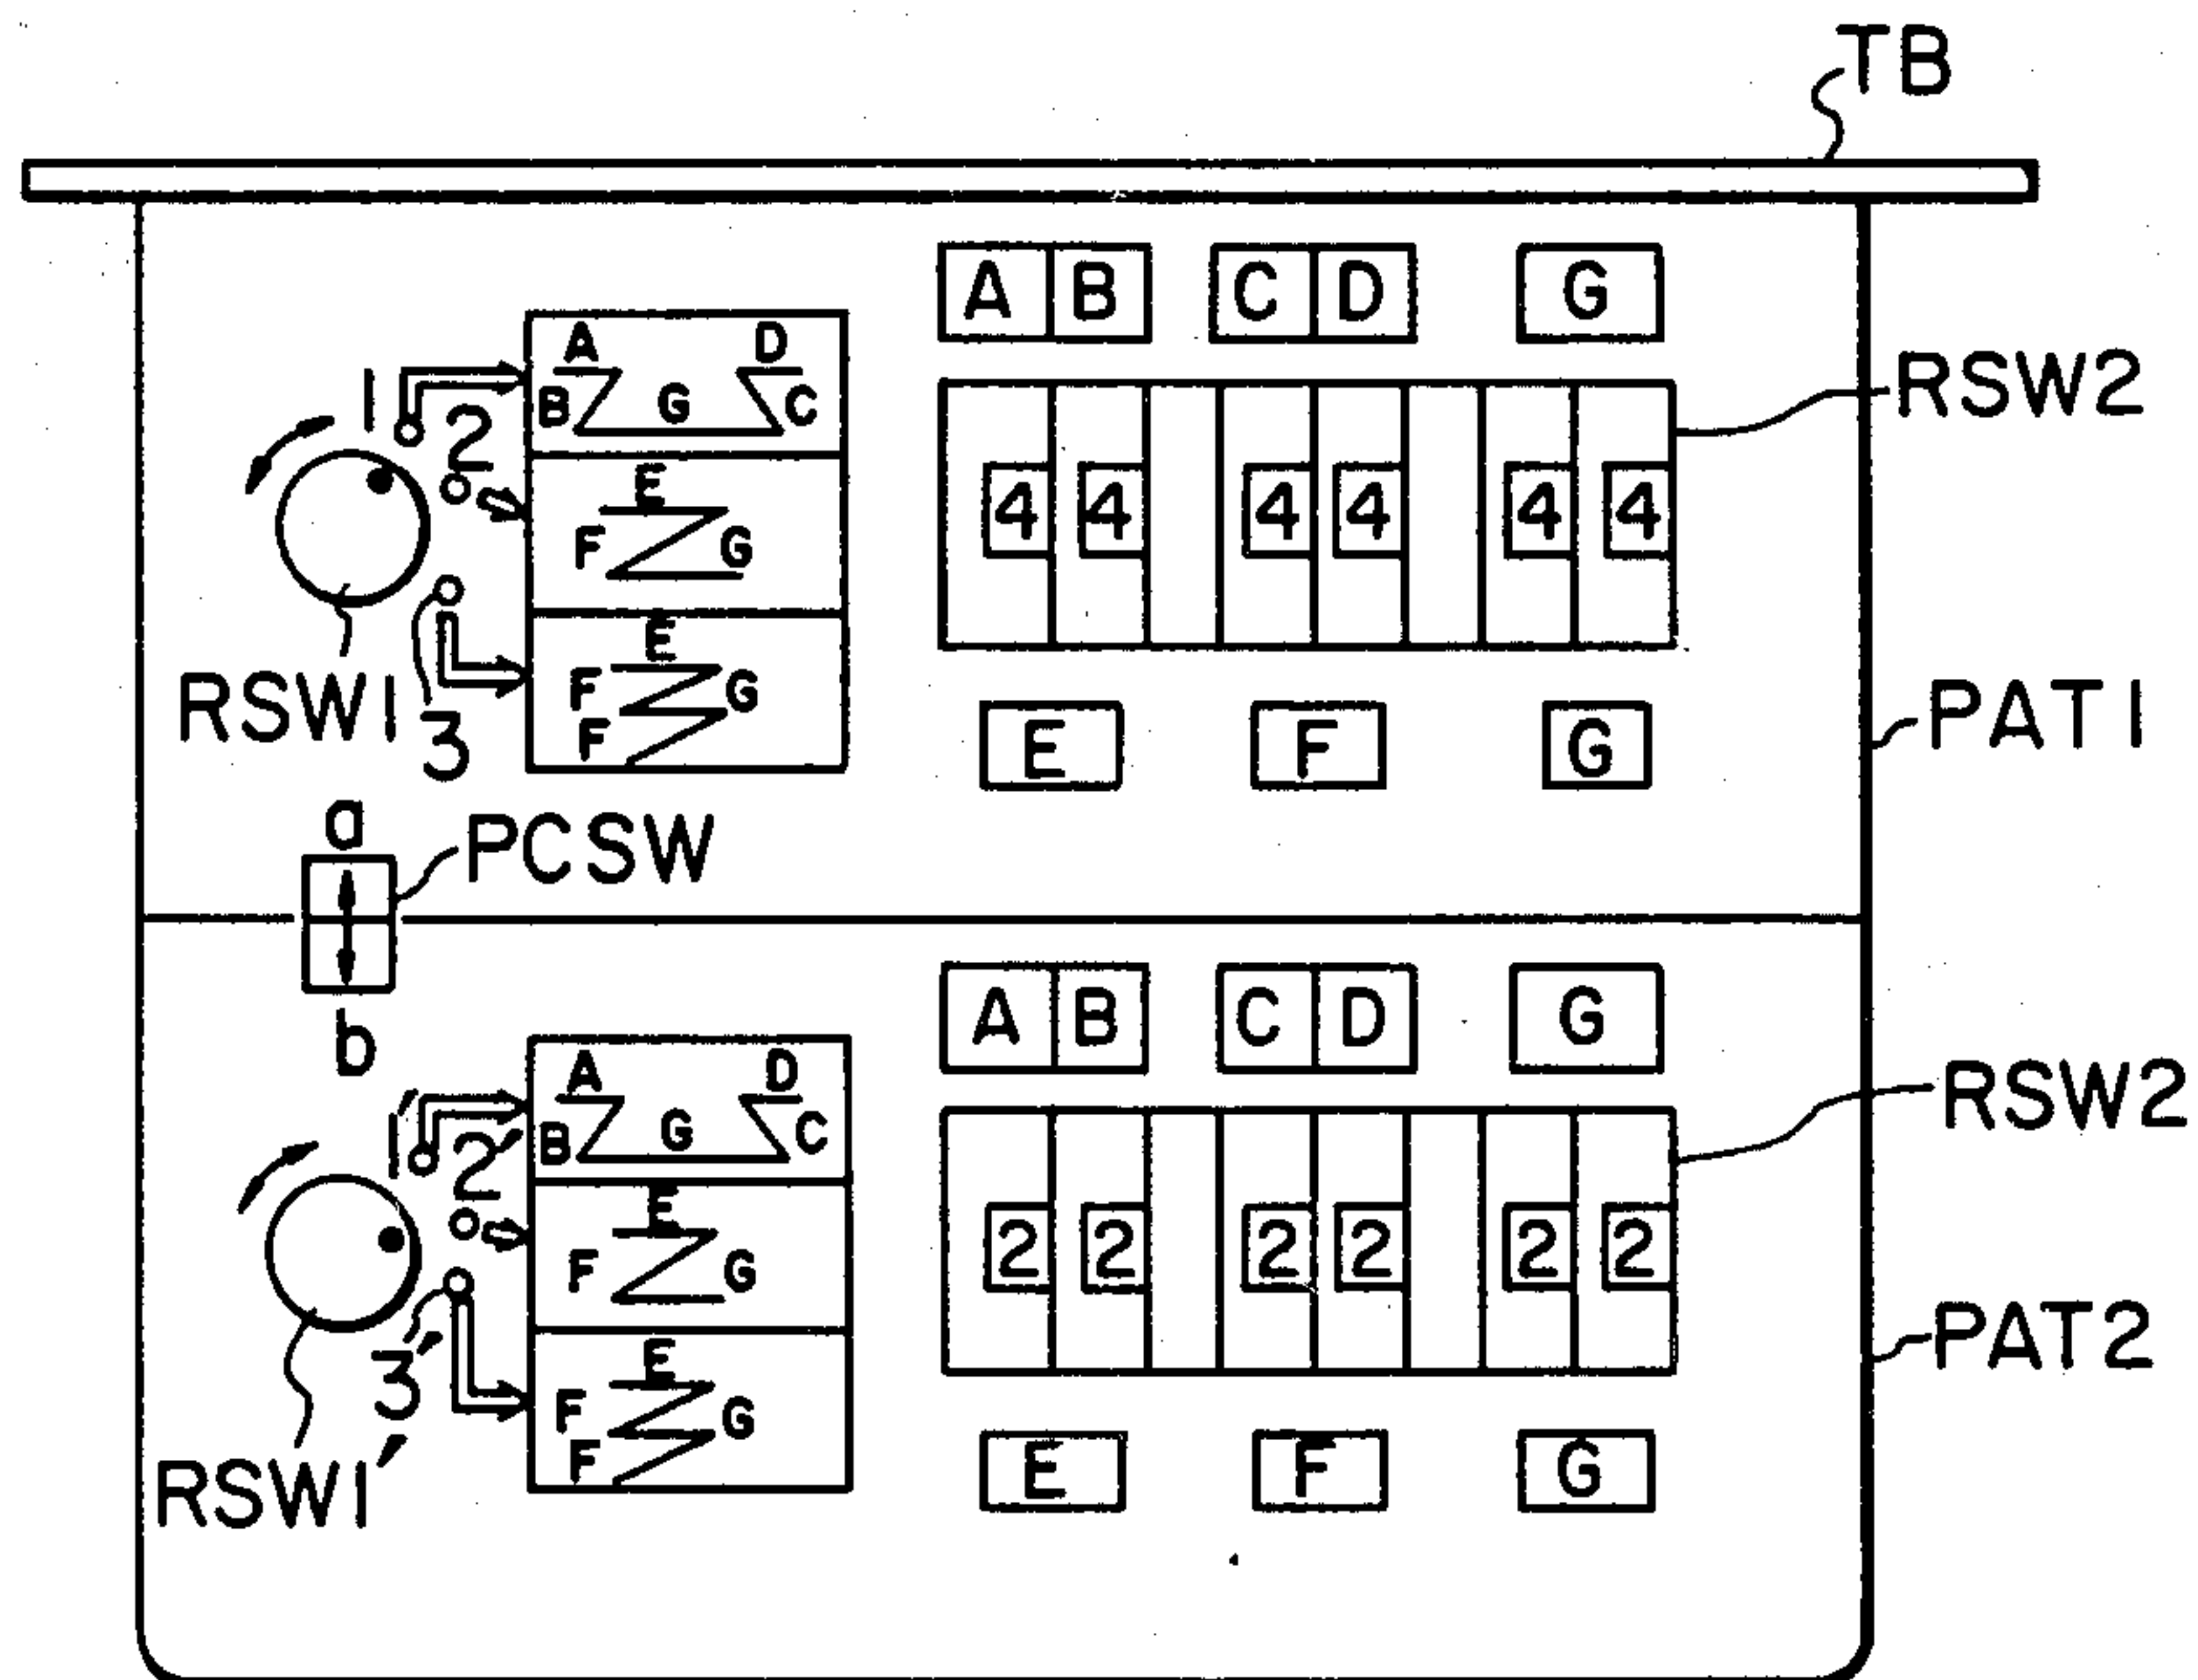 TB
A B C D G
RSW2
1
2
3
A D
B G C
E
F G
E
F G
F
4 4 4 4 4 4
RSW1
E F G
PAT1
a
PCSW
b
A B C D G
RSW2
1'
2'
3'
A D
B G C
E
F G
E
F G
F
2 2 2 2 2 2
PAT2
RSW1'
E F G